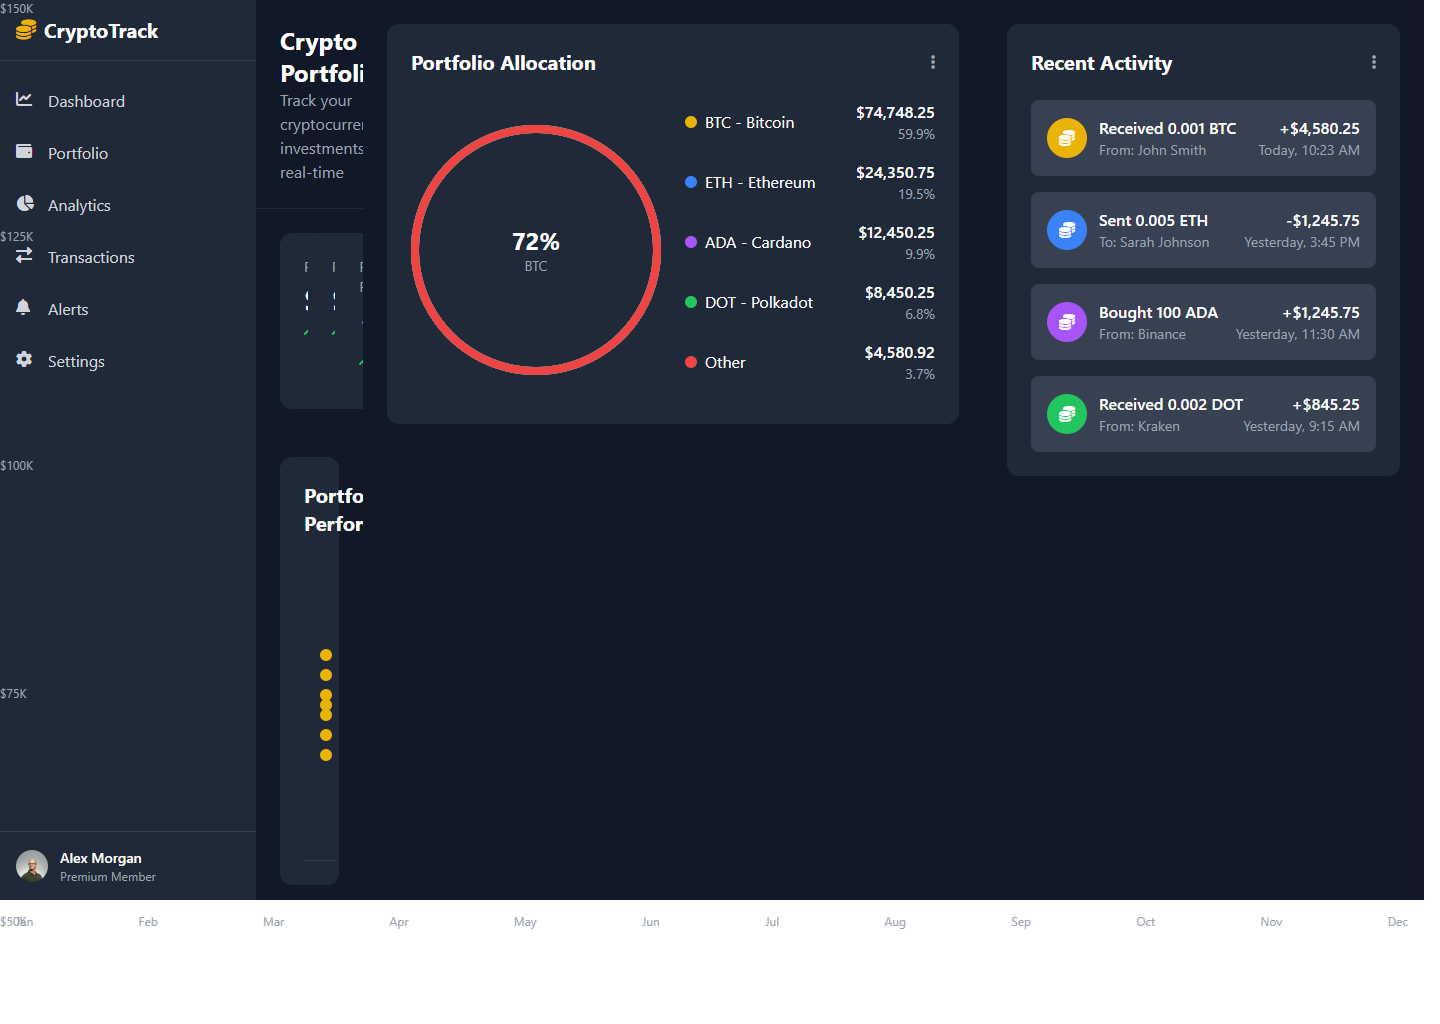 $150K
CryptoTrack
Dashboard
Portfolio
Analytics
$125K
Transactions
Alerts
Settings
$100K
$75K
Alex Morgan
Premium Member
Crypto
Portfoli
Track your
cryptocurre
investments
real-time
Portfo
Perfor
Portfolio Allocation
72%
BTC
BTC - Bitcoin
$74,748.25
59.9%
ETH - Ethereum
$24,350.75
19.5%
ADA - Cardano
$12,450.25
9.9%
DOT - Polkadot
$8,450.25
6.8%
Other
$4,580.92
3.7%
Recent Activity
Received 0.001 BTC
+$4,580.25
From: John Smith
Today, 10:23 AM
Sent 0.005 ETH
-$1,245.75
To: Sarah Johnson
Yesterday, 3:45 PM
Bought 100 ADA
+$1,245.75
From: Binance
Yesterday, 11:30 AM
Received 0.002 DOT
+$845.25
From: Kraken
Yesterday, 9:15 AM
$50K
Jan Feb Mar Apr May Jun Jul Aug Sep Oct Nov Dec